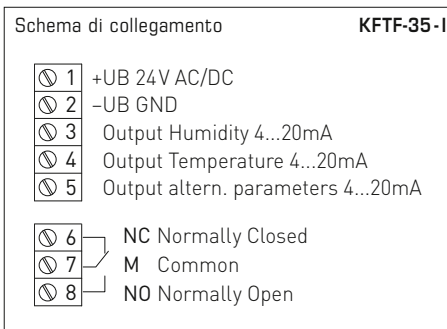 Schema di collegamento KFTF-35-I
1 +UB 24V AC/DC
2 –UB GND
3 Output Humidity 4...20mA
4 Output Temperature 4...20mA
5 Output altern. parameters 4...20mA
6 NC Normally Closed
7 M Common
8 NO Normally Open